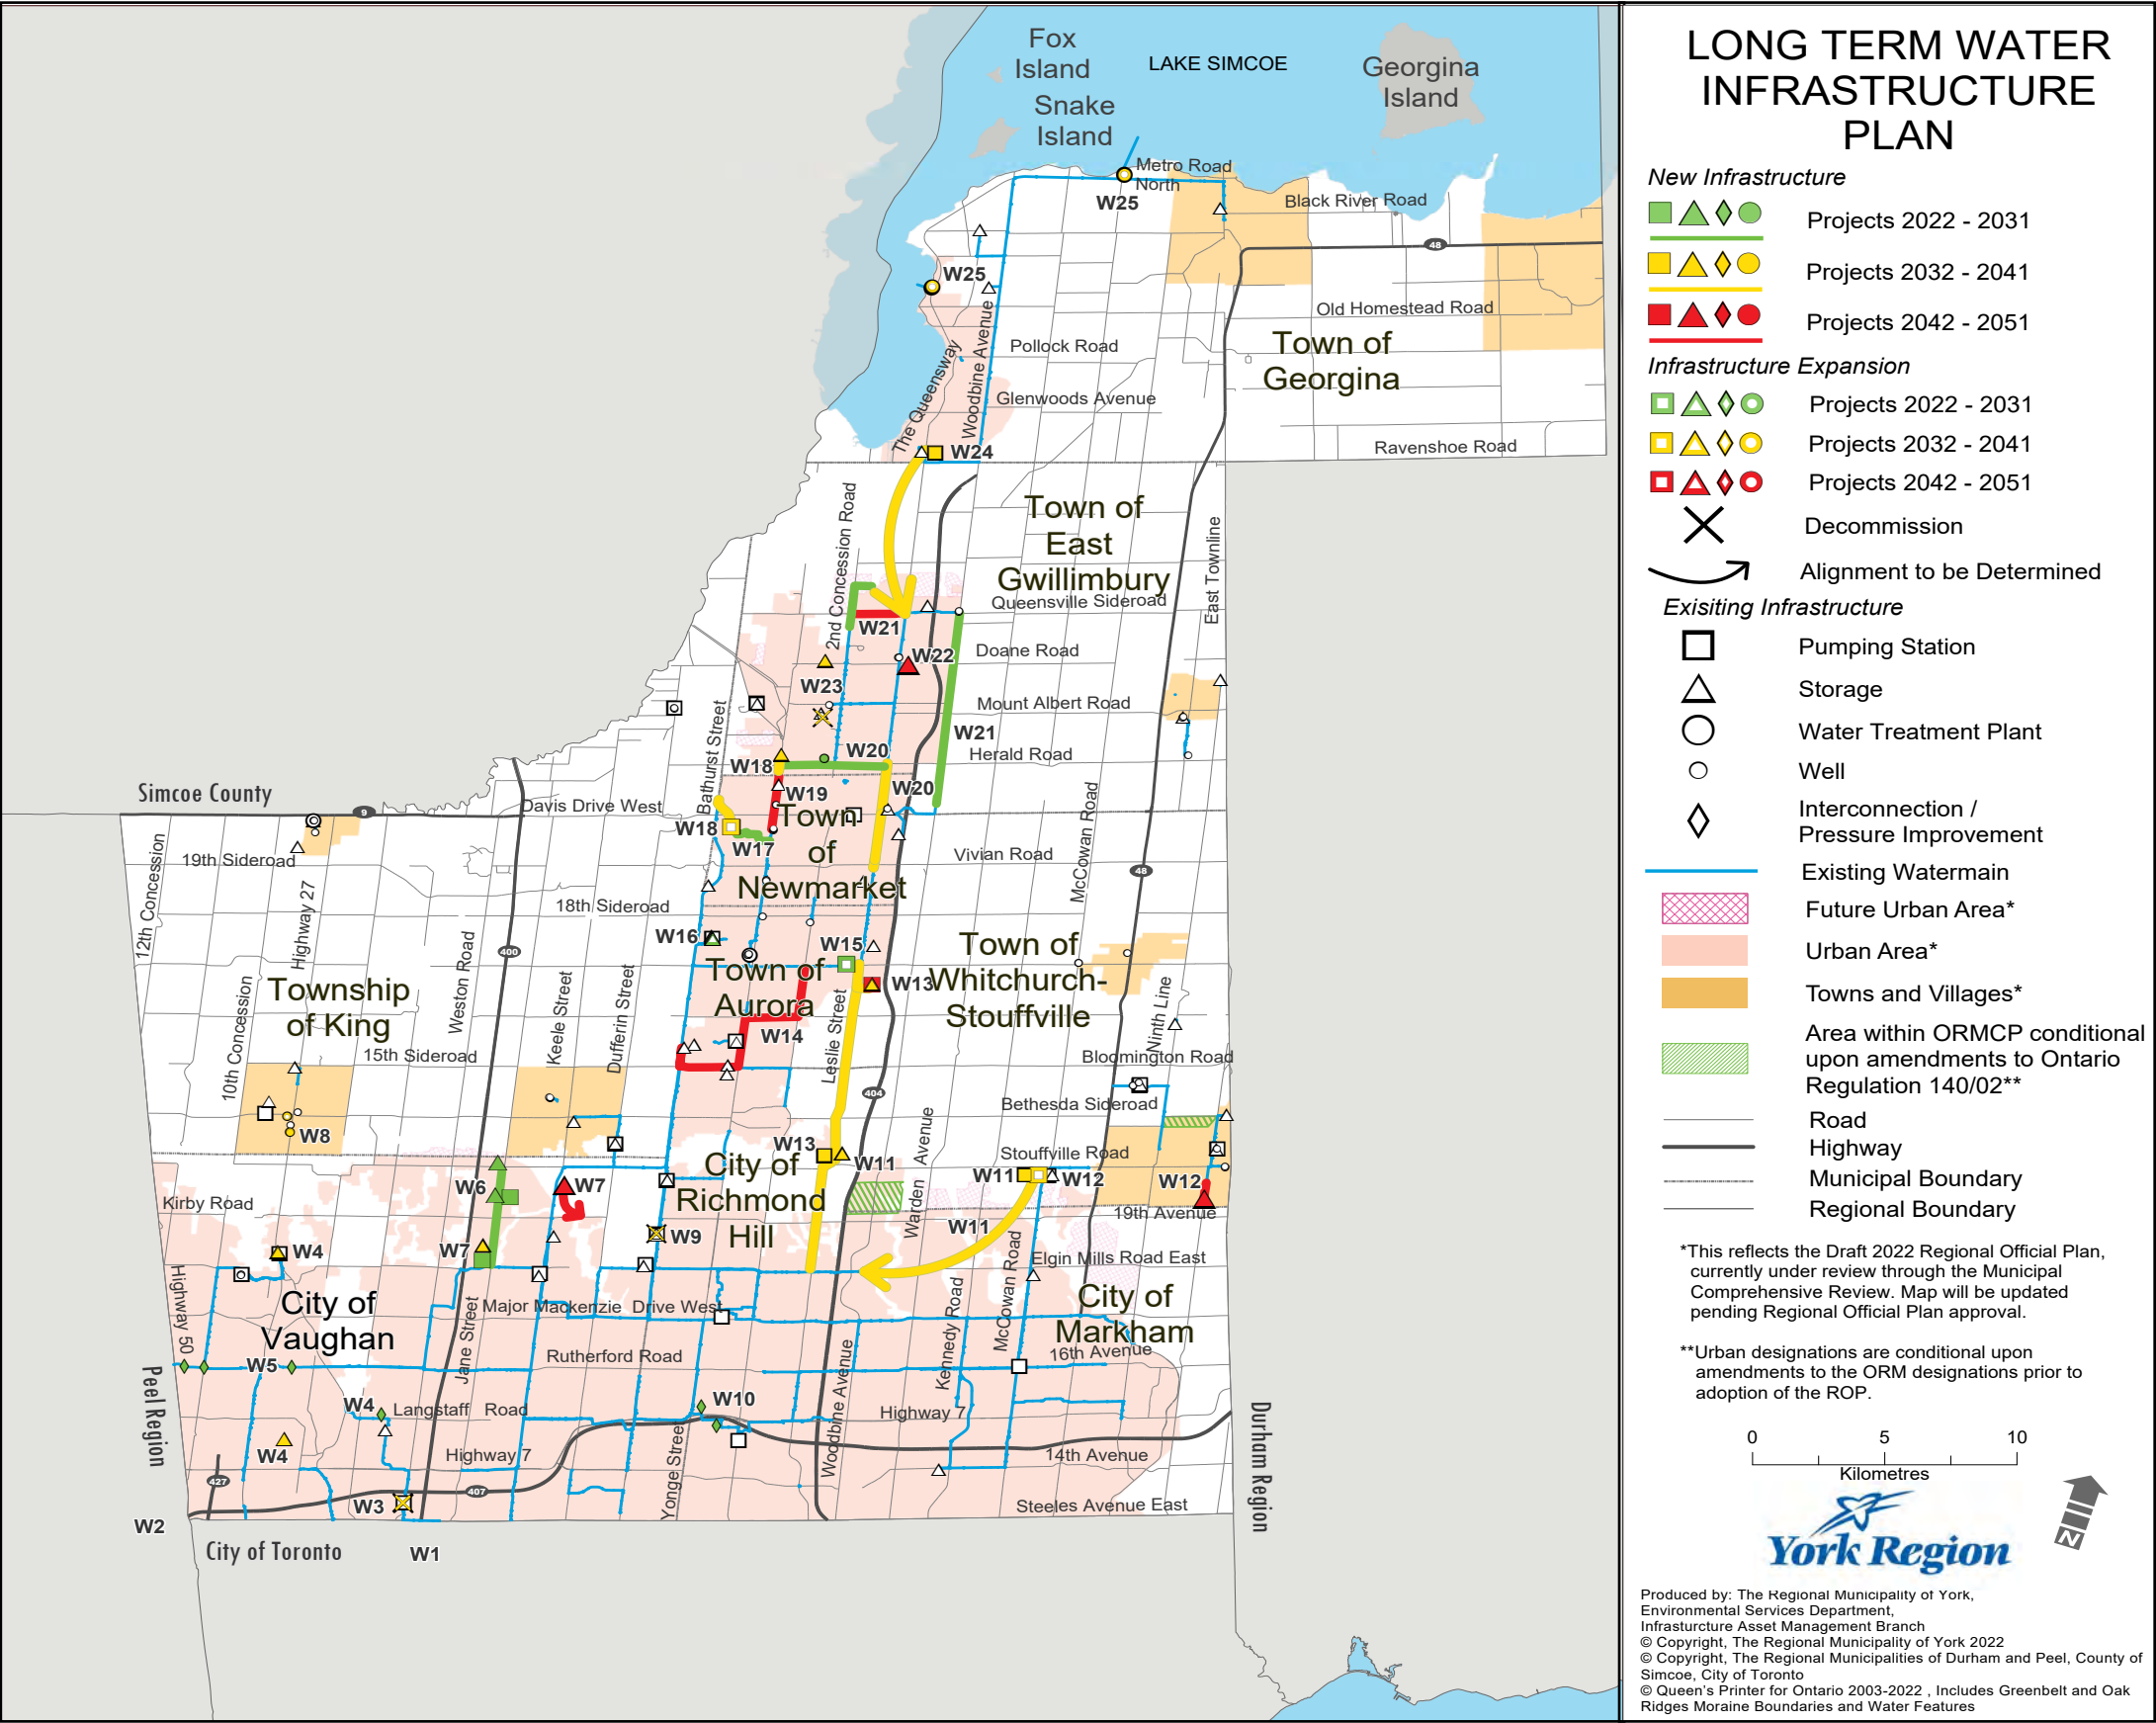 Fox
Island
Snake
Island
LAKE SIMCOE
Georgina
Island
Metro Road
North
W25
Black River Road
48
W25
Old Homestead Road
Town of
Georgina
Pollock Road
The Queensway
Woodbine Avenue
Glenwoods Avenue
Ravenshoe Road
W24
2nd Concession Road
Town of
East
Gwillimbury
Queensville Sideroad
East Townline
W21
Doane Road
W22
W23
Mount Albert Road
Bathurst Street
W21
Herald Road
W20
W18
W20
W19
Simcoe County
9
Davis Drive West
W18
W17
Town
of
Newmarket
McCowan Road
12th Concession
19th Sideroad
Highway 27
Vivian Road
48
18th Sideroad
W16
W15
400
Weston Road
Town of
Aurora
W13
Town of
Whitchurch-
Stouffville
Township
of King
10th Concession
Keele Street
Dufferin Street
Leslie Street
W14
Ninth Line
15th Sideroad
Bloomington Road
404
Bethesda Sideroad
W8
W13
W11
Warden Avenue
Stouffville Road
City of
Richmond
Hill
W11
W12
W12
W6
W7
Kirby Road
19th Avenue
W11
W9
W4
W7
Elgin Mills Road East
Highway 50
City of
Vaughan
Major Mackenzie Drive West
Jane Street
City of
Markham
Kennedy Road
McCowan Road
16th Avenue
W5
Rutherford Road
Peel Region
Woodbine Avenue
W4
Langstaff Road
W10
Highway 7
Durham Region
W4
Highway 7
Yonge Street
14th Avenue
427
407
W3
Steeles Avenue East
W2
City of Toronto
W1
LONG TERM WATER
INFRASTRUCTURE
PLAN
New Infrastructure
Projects 2022 - 2031
Projects 2032 - 2041
Projects 2042 - 2051
Infrastructure Expansion
Projects 2022 - 2031
Projects 2032 - 2041
Projects 2042 - 2051
Decommission
Alignment to be Determined
Exisiting Infrastructure
Pumping Station
Storage
Water Treatment Plant
Well
Interconnection /
Pressure Improvement
Existing Watermain
Future Urban Area*
Urban Area*
Towns and Villages*
Area within ORMCP conditional
upon amendments to Ontario
Regulation 140/02**
Road
Highway
Municipal Boundary
Regional Boundary
*This reflects the Draft 2022 Regional Official Plan,
currently under review through the Municipal
Comprehensive Review. Map will be updated
pending Regional Official Plan approval.
**Urban designations are conditional upon
amendments to the ORM designations prior to
adoption of the ROP.
0 5 10
Kilometres
York Region
N
Produced by: The Regional Municipality of York,
Environmental Services Department,
Infrasturcture Asset Management Branch
© Copyright, The Regional Municipality of York 2022
© Copyright, The Regional Municipalities of Durham and Peel, County of
Simcoe, City of Toronto
© Queen's Printer for Ontario 2003-2022 , Includes Greenbelt and Oak
Ridges Moraine Boundaries and Water Features